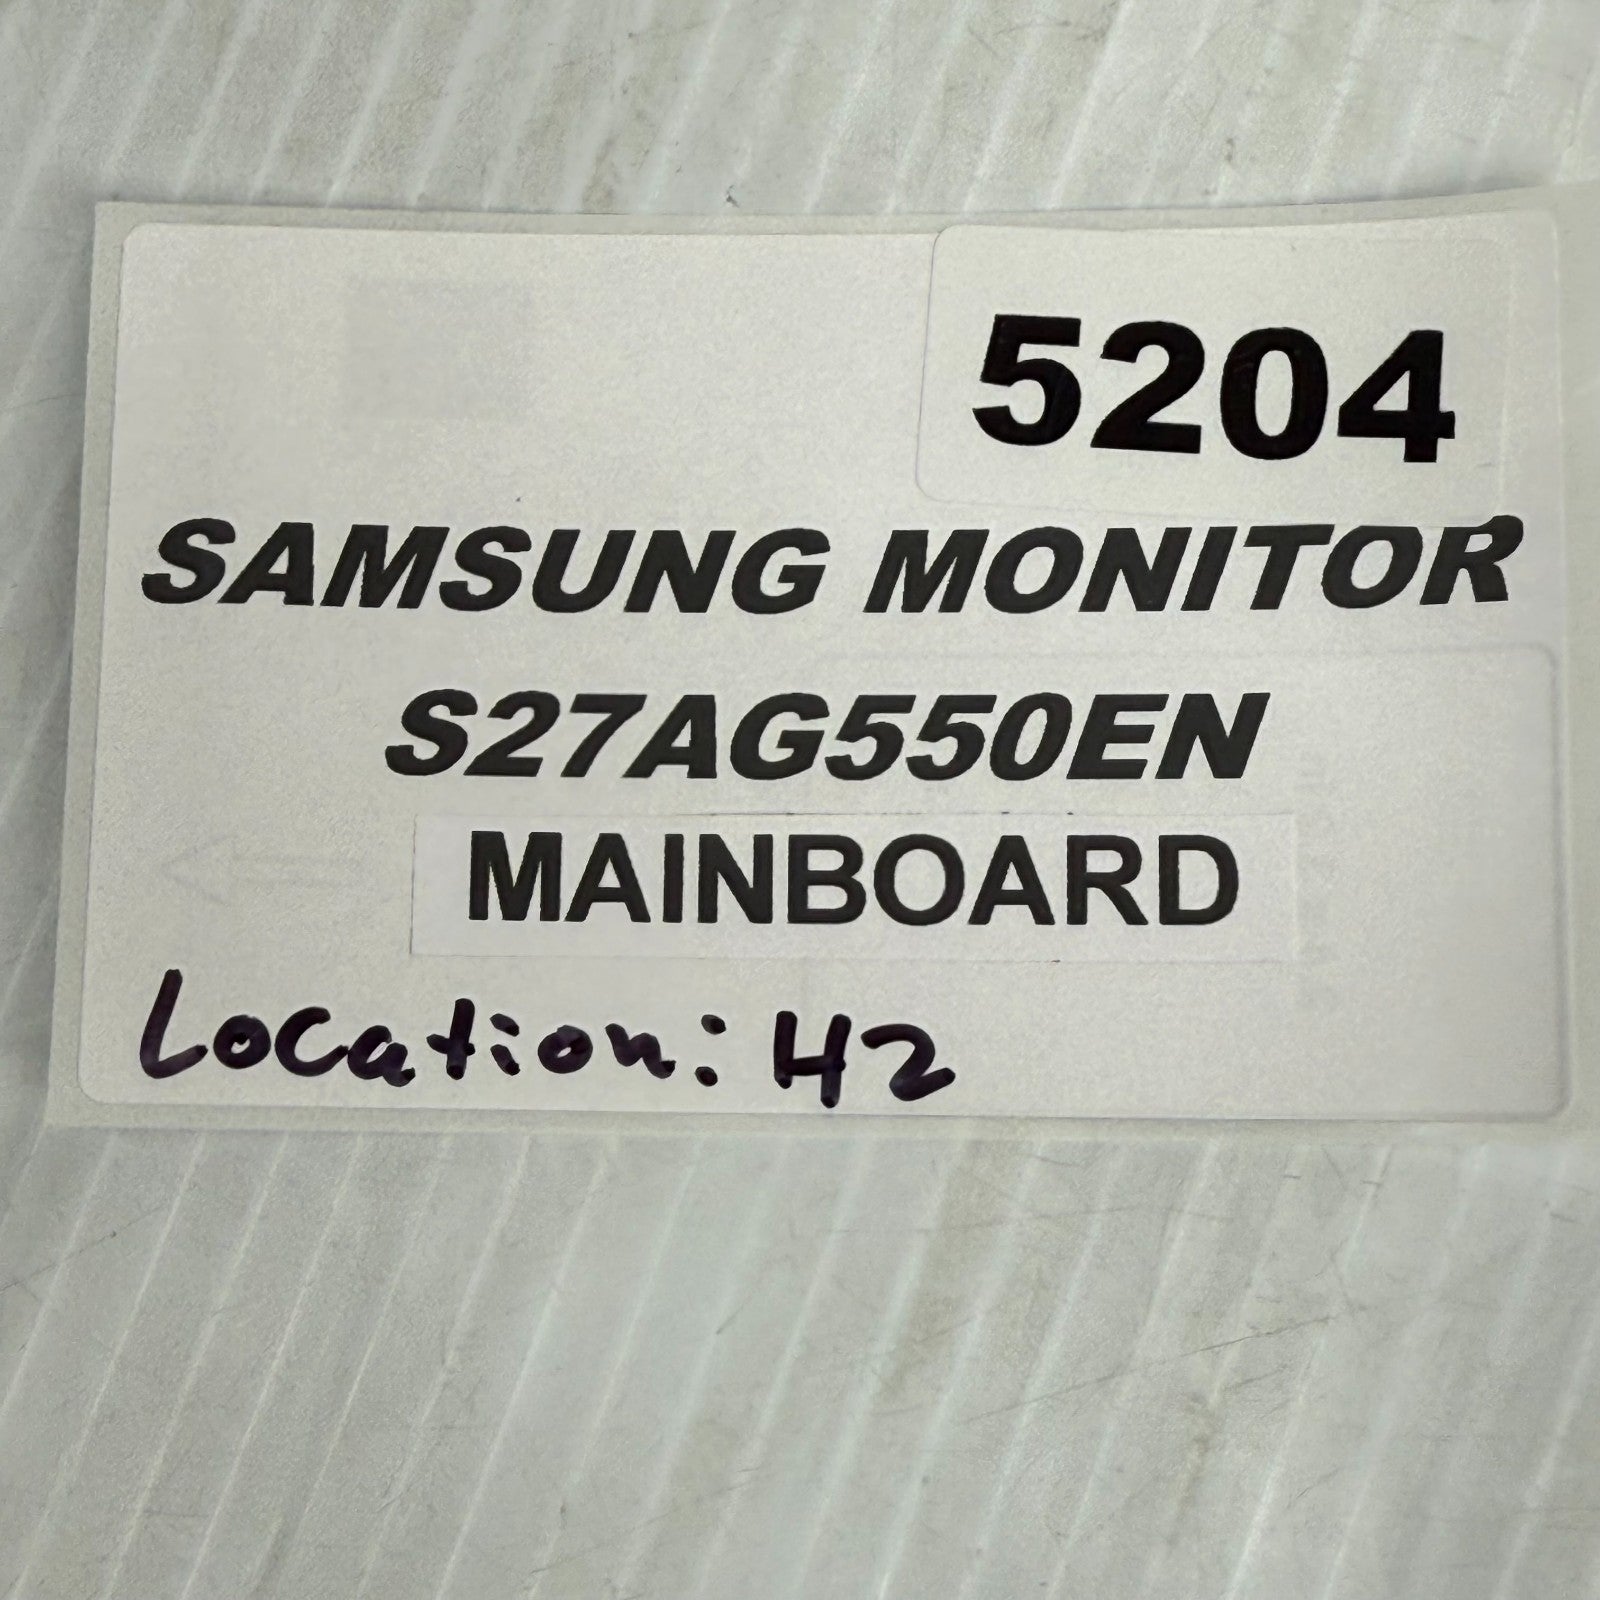 5204
SAMSUNG MONITOR
S27AG550EN
MAINBOARD
Location: H2